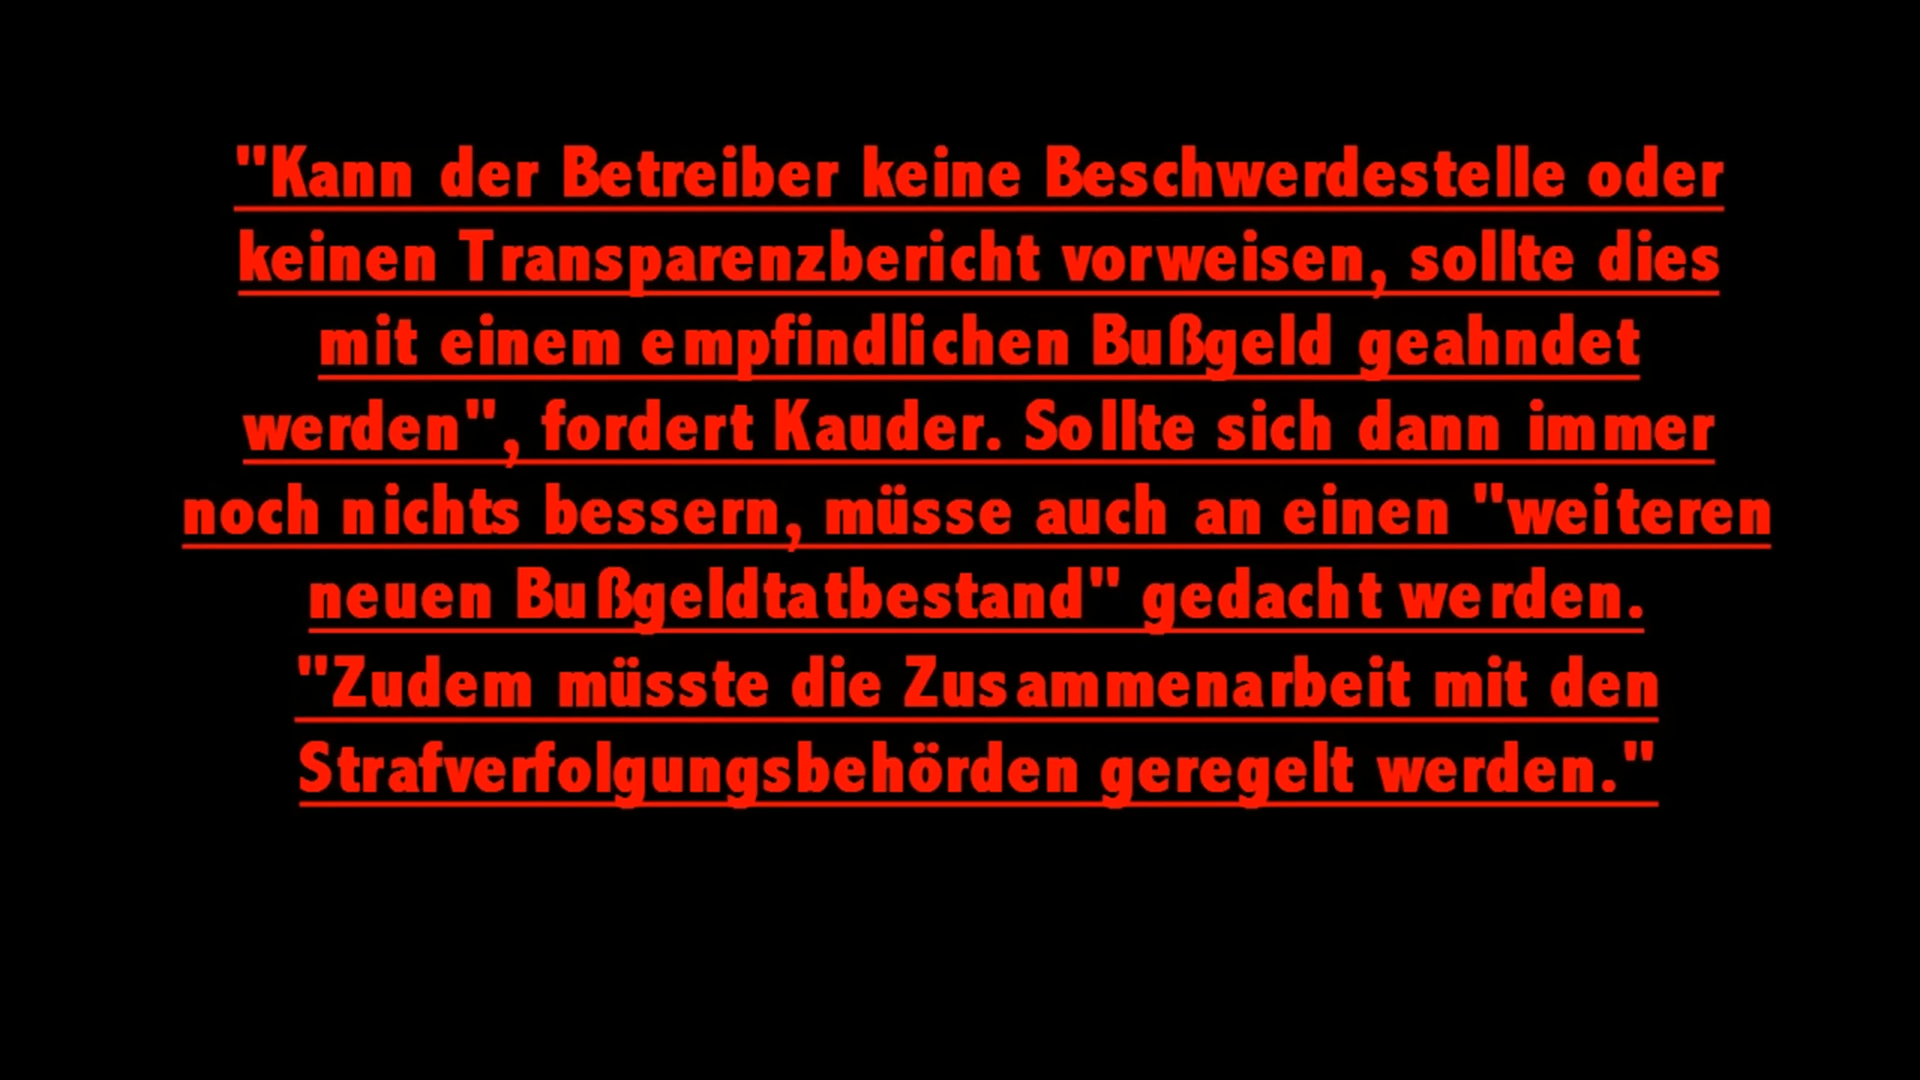 "Kann der Betreiber keine Beschwerdestelle oder
keinen Transparenzbericht vorweisen, sollte dies
mit einem empfindlichen Bußgeld geahndet
werden", fordert Kauder. Sollte sich dann immer
noch nichts bessern, müsse auch an einen "weiteren
neuen Bußgeldtatbestand" gedacht werden.
"Zudem müsste die Zusammenarbeit mit den
Strafverfolgungsbehörden geregelt werden."